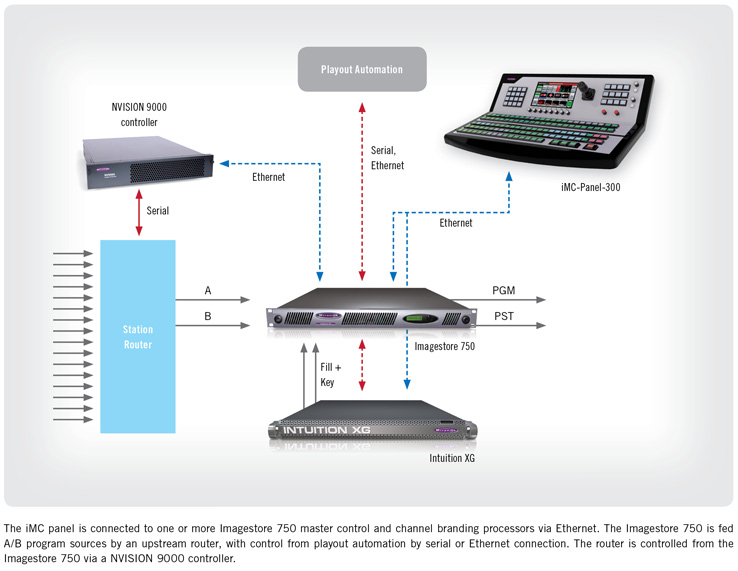 Playout Automation
NVISION 9000
controller
Serial,
Ethernet
Ethernet
iMC-Panel-300
Serial
Ethernet
A
PGM
B
PST
Station
Router
Imagestore 750
Fill +
Key
INTUITION XG
Intuition XG
The iMC panel is connected to one or more Imagestore 750 master control and channel branding processors via Ethernet. The Imagestore 750 is fed
A/B program sources by an upstream router, with control from playout automation by serial or Ethernet connection. The router is controlled from the
Imagestore 750 via a NVISION 9000 controller.